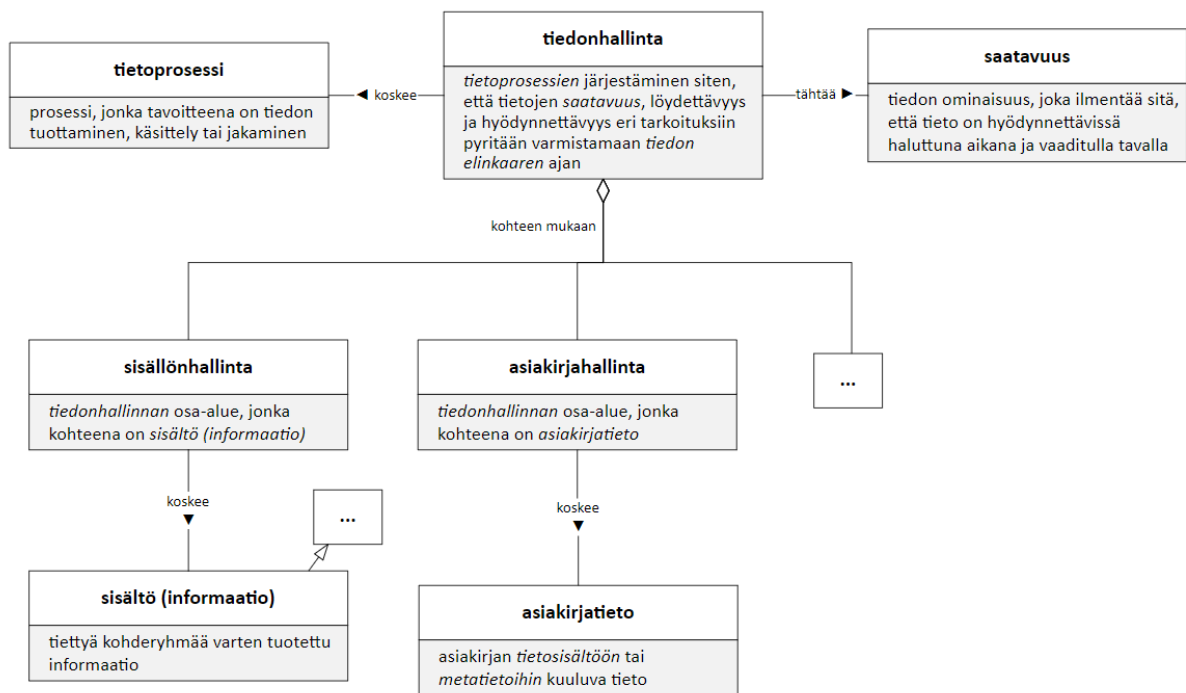 tiedonhallinta
tietoprosessien järjestäminen siten,
että tietojen saatavuus, löydettävyys
ja hyödynnettävyys eri tarkoituksiin
pyritään varmistamaan tiedon
elinkaaren ajan
tietoprosessi
prosessi, jonka tavoitteena on tiedon
tuottaminen, käsittely tai jakaminen
koskee
tähtää
saatavuus
tiedon ominaisuus, joka ilmentää sitä,
että tieto on hyödynnettävissä
haluttuna aikana ja vaaditulla tavalla
kohteen mukaan
sisällönhallinta
tiedonhallinnan osa-alue, jonka
kohteena on sisältö (informaatio)
asiakirjahallinta
tiedonhallinnan osa-alue, jonka
kohteena on asiakirjatieto
...
koskee
...
koskee
sisältö (informaatio)
tiettyä kohderyhmää varten tuotettu
informaatio
asiakirjatieto
asiakirjan tietosisältöön tai
metatietoihin kuuluva tieto